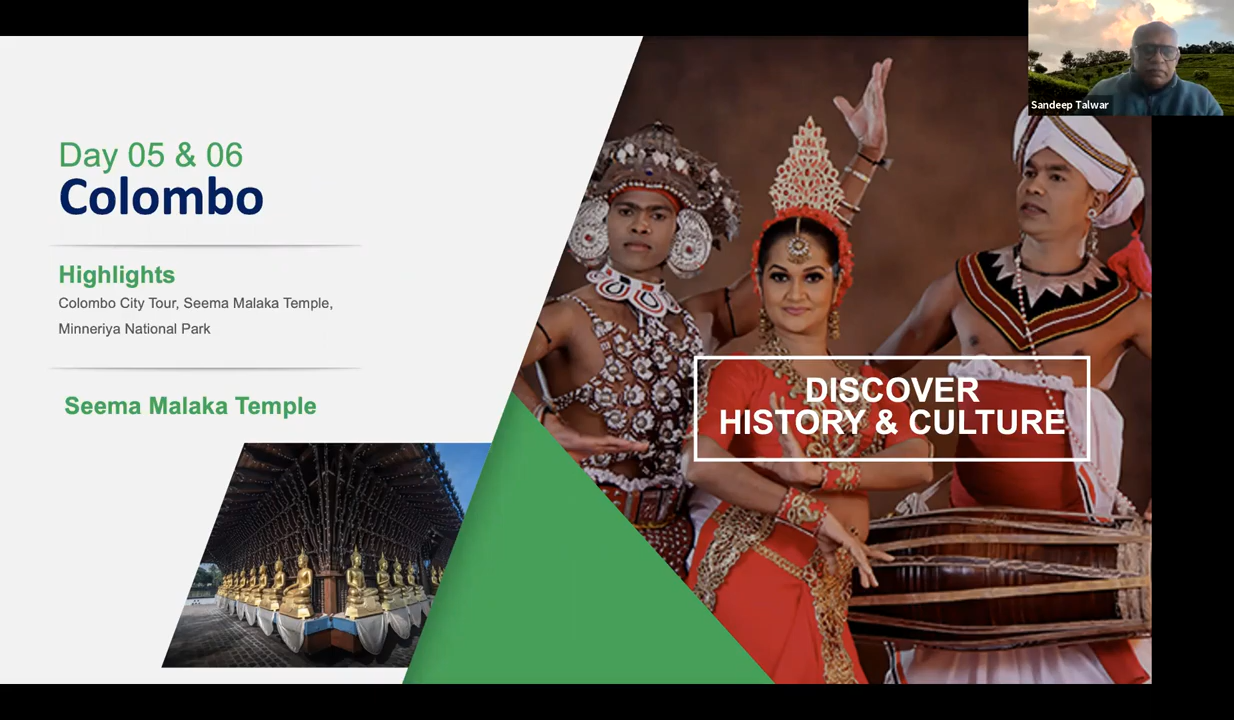 Day 05 & 06
Colombo
Highlights
Colombo City Tour, Seema Malaka Temple,
Minneriya National Park
Seema Malaka Temple
DISCOVER
HISTORY & CULTURE
Sandeep Talwar